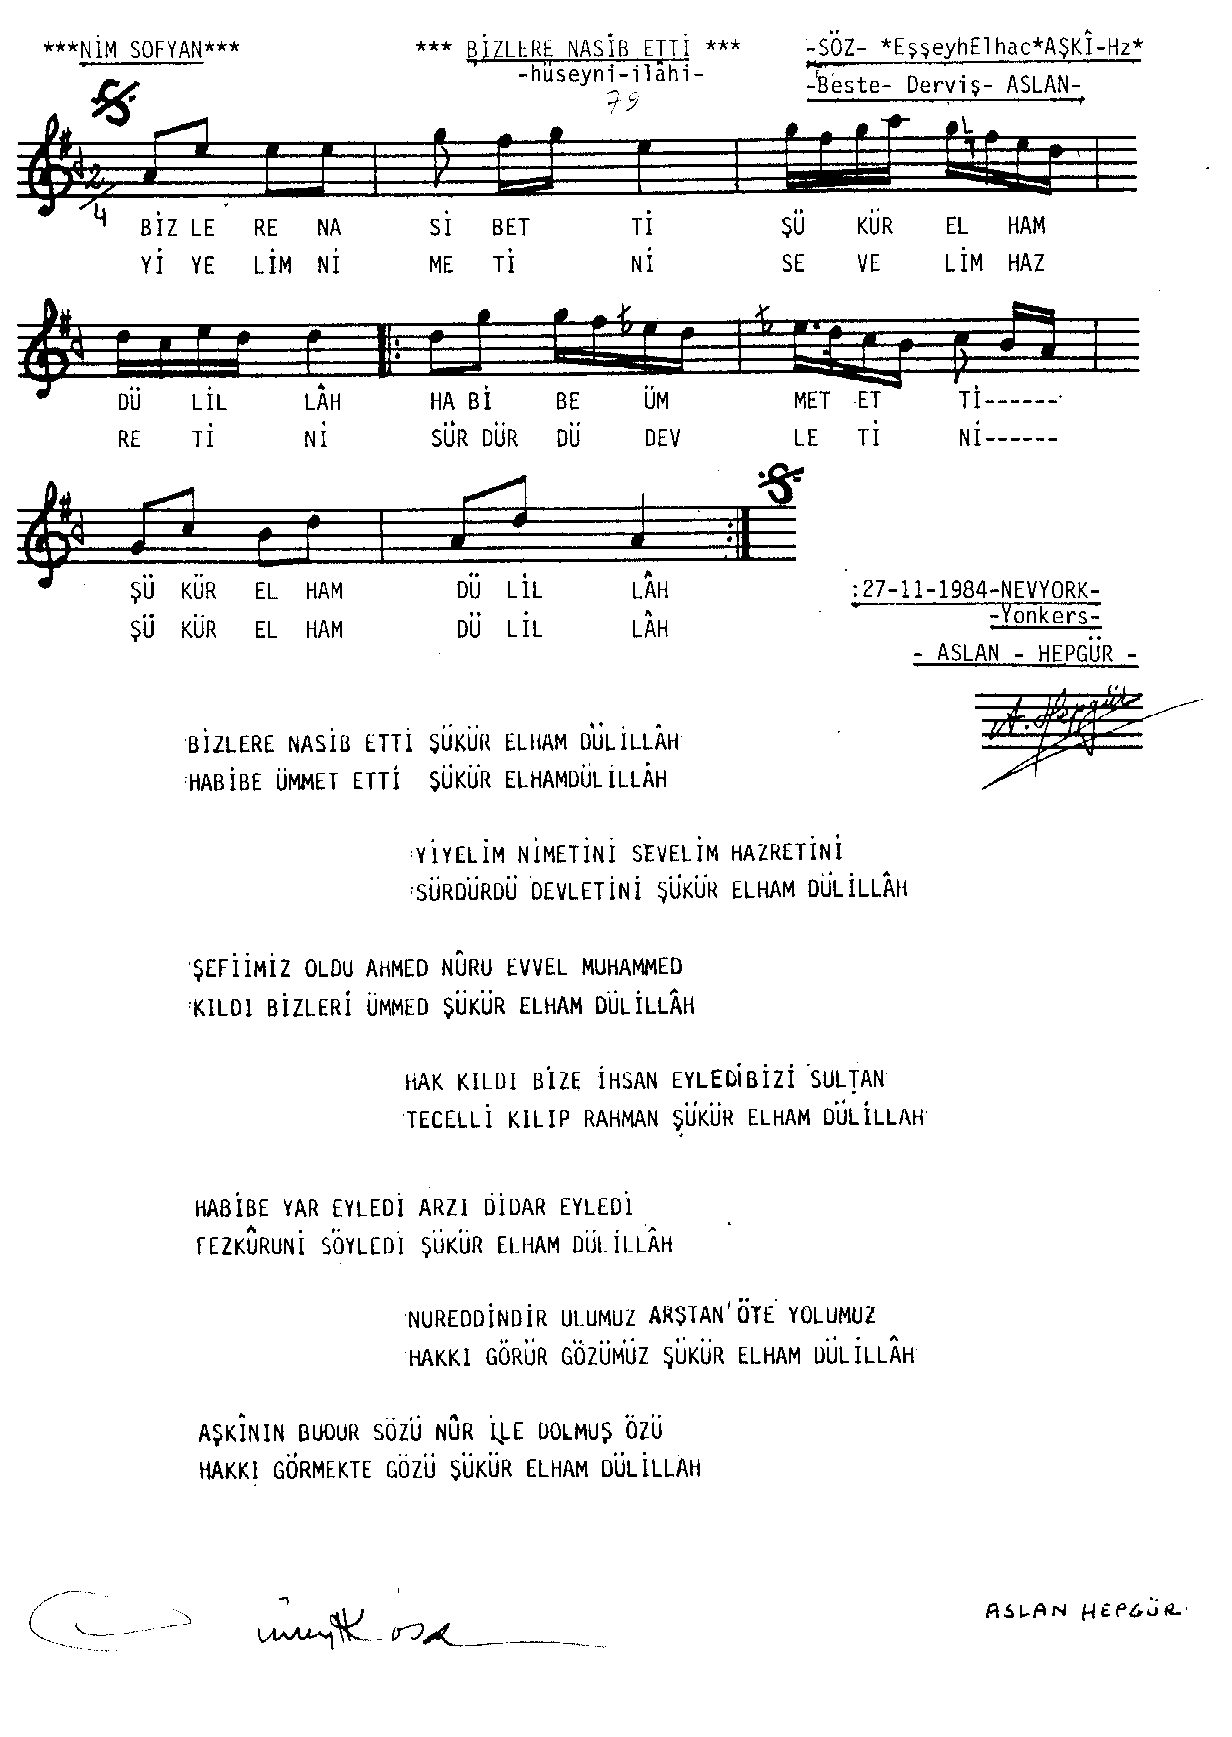 ***NİM SOFYAN*** *** BİZLERE NASİB ETTİ *** -SÖZ- *EşşeyhElhac*AŞKÎ-Hz*
-hüseyni-ilâhi- -Beste- Derviş- ASLAN-
79
2/4
BİZ LE RE NA Sİ BET Tİ ŞÜ KÜR EL HAM
Yİ YE LİM Nİ ME Tİ Nİ SE VE LİM HAZ
DÜ LİL LÂH HA Bİ BE ÜM MET ET Tİ------
RE Tİ Nİ SÜR DÜR DÜ DEV LE Tİ Nİ------
ŞÜ KÜR EL HAM DÜ LİL LÂH
ŞÜ KÜR EL HAM DÜ LİL LÂH
:27-11-1984-NEVYORK-
-Yonkers-
- ASLAN - HEPGÜR -
A. Hepgür
BİZLERE NASİB ETTİ ŞÜKÜR ELHAM DÜLİLLÂH
HABİBE ÜMMET ETTİ ŞÜKÜR ELHAMDÜLİLLÂH
YİYELİM NİMETİNİ SEVELİM HAZRETİNİ
SÜRDÜRDÜ DEVLETİNİ ŞÜKÜR ELHAM DÜLİLLÂH
ŞEFİİMİZ OLDU AHMED NÛRU EVVEL MUHAMMED
KILDI BİZLERİ ÜMMED ŞÜKÜR ELHAM DÜLİLLÂH
HAK KILDI BİZE İHSAN EYLEDİBİZİ SULTAN
TECELLİ KILIP RAHMAN ŞÜKÜR ELHAM DÜLİLLAH
HABİBE YAR EYLEDİ ARZI DİDAR EYLEDİ
FEZKÛRUNİ SÖYLEDİ ŞÜKÜR ELHAM DÜLİLLÂH
NUREDDİNDİR ULUMUZ ARŞTAN'ÖTE YOLUMUZ
HAKKI GÖRÜR GÖZÜMÜZ ŞÜKÜR ELHAM DÜLİLLÂH
AŞKÎNIN BUDUR SÖZÜ NÛR İLE DOLMUŞ ÖZÜ
HAKKI GÖRMEKTE GÖZÜ ŞÜKÜR ELHAM DÜLİLLAH
ASLAN HEPGÜR